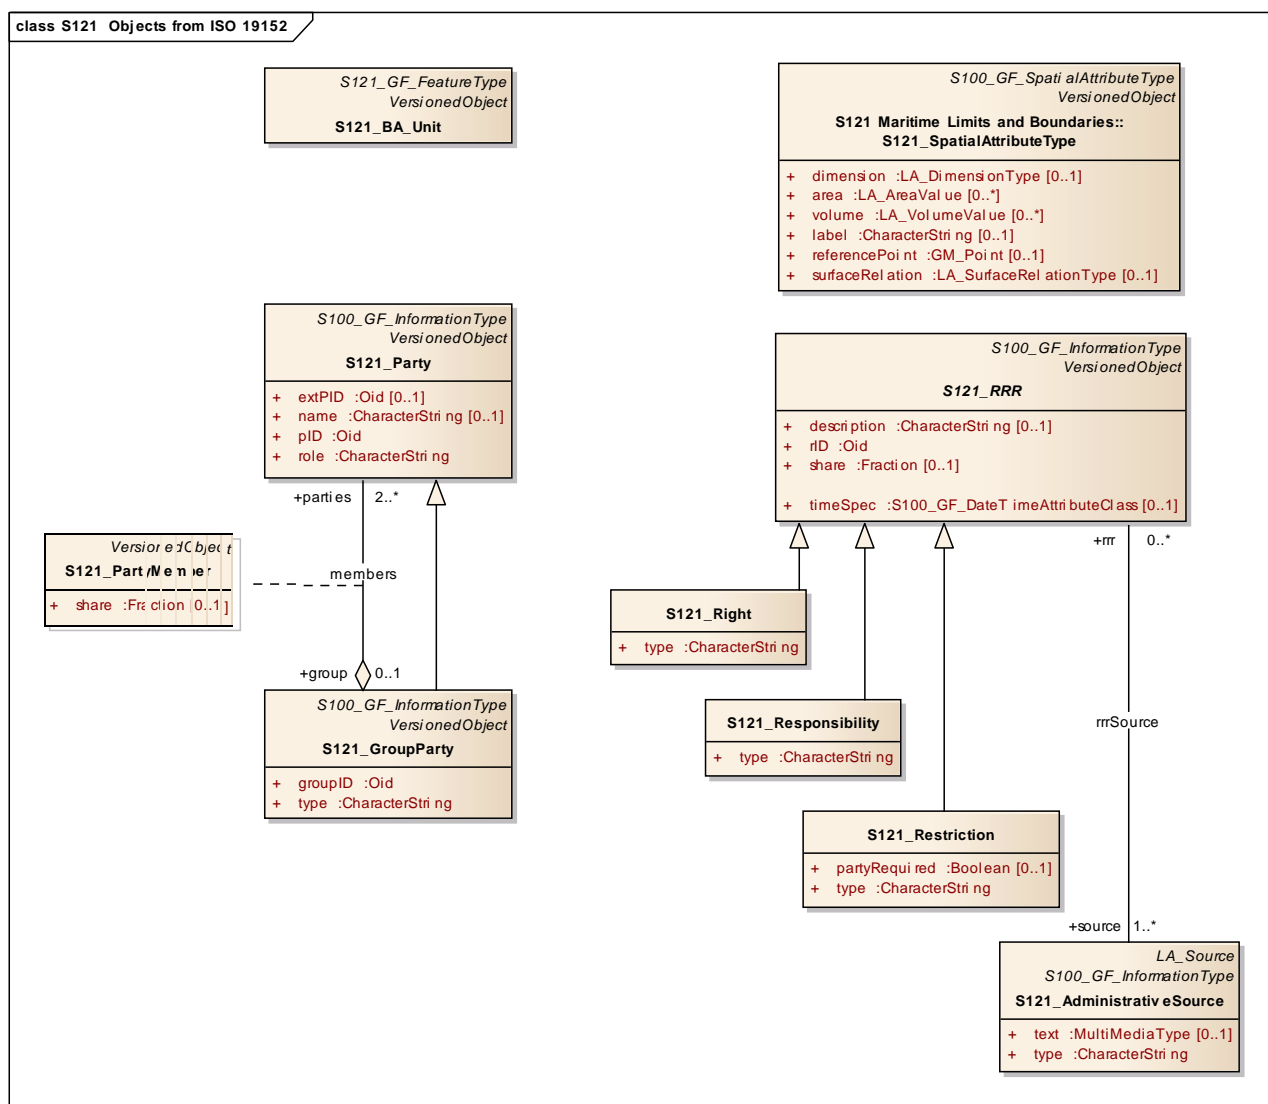 class S121 Objects from ISO 19152
S121_GF_FeatureType
VersionedObject
S121_BA_Unit
S100_GF_SpatialAttributeType
VersionedObject
S121 Maritime Limits and Boundaries::
S121_SpatialAttributeType
+ dimension :LA_DimensionType [0..1]
+ area :LA_AreaValue [0..*]
+ volume :LA_VolumeValue [0..*]
+ label :CharacterString [0..1]
+ referencePoint :GM_Point [0..1]
+ surfaceRelation :LA_SurfaceRelationType [0..1]
S100_GF_InformationType
VersionedObject
S121_Party
+ extPID :Oid [0..1]
+ name :CharacterString [0..1]
+ pID :Oid
+ role :CharacterString
+parties 2..*
VersionedObject
S121_PartyMember
+ share :Fraction [0..1]
members
+group 0..1
S100_GF_InformationType
VersionedObject
S121_GroupParty
+ groupID :Oid
+ type :CharacterString
S100_GF_InformationType
VersionedObject
S121_RRR
+ description :CharacterString [0..1]
+ rID :Oid
+ share :Fraction [0..1]
+ timeSpec :S100_GF_DateTimeAttributeClass [0..1]
+rrr 0..*
S121_Right
+ type :CharacterString
S121_Responsibility
+ type :CharacterString
rrrSource
S121_Restriction
+ partyRequired :Boolean [0..1]
+ type :CharacterString
+source 1..*
LA_Source
S100_GF_InformationType
S121_AdministrativeSource
+ text :MultiMediaType [0..1]
+ type :CharacterString